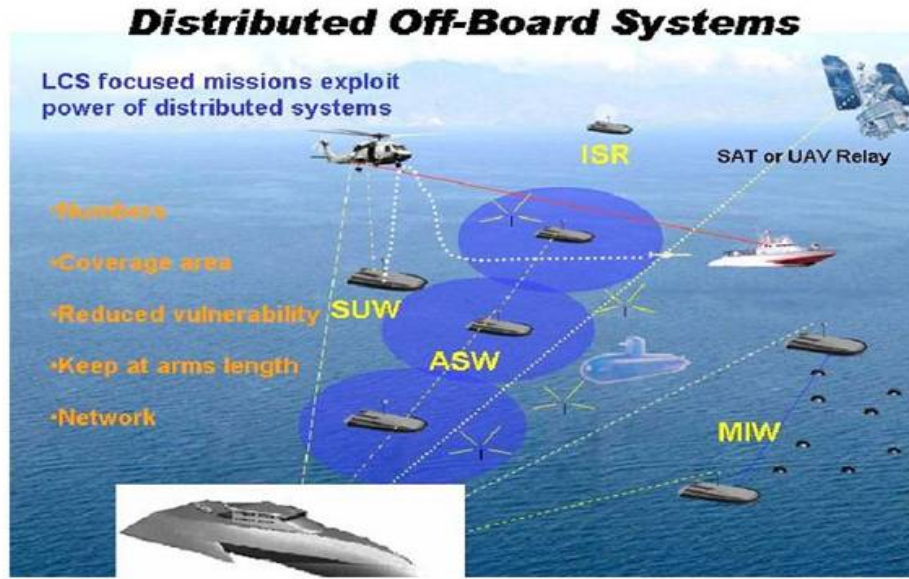 Distributed Off-Board Systems
LCS focused missions exploit
power of distributed systems
ISR
SAT or UAV Relay
•Numbers
•Coverage area
•Reduced vulnerability
•Keep at arms length
•Network
SUW
ASW
MIW